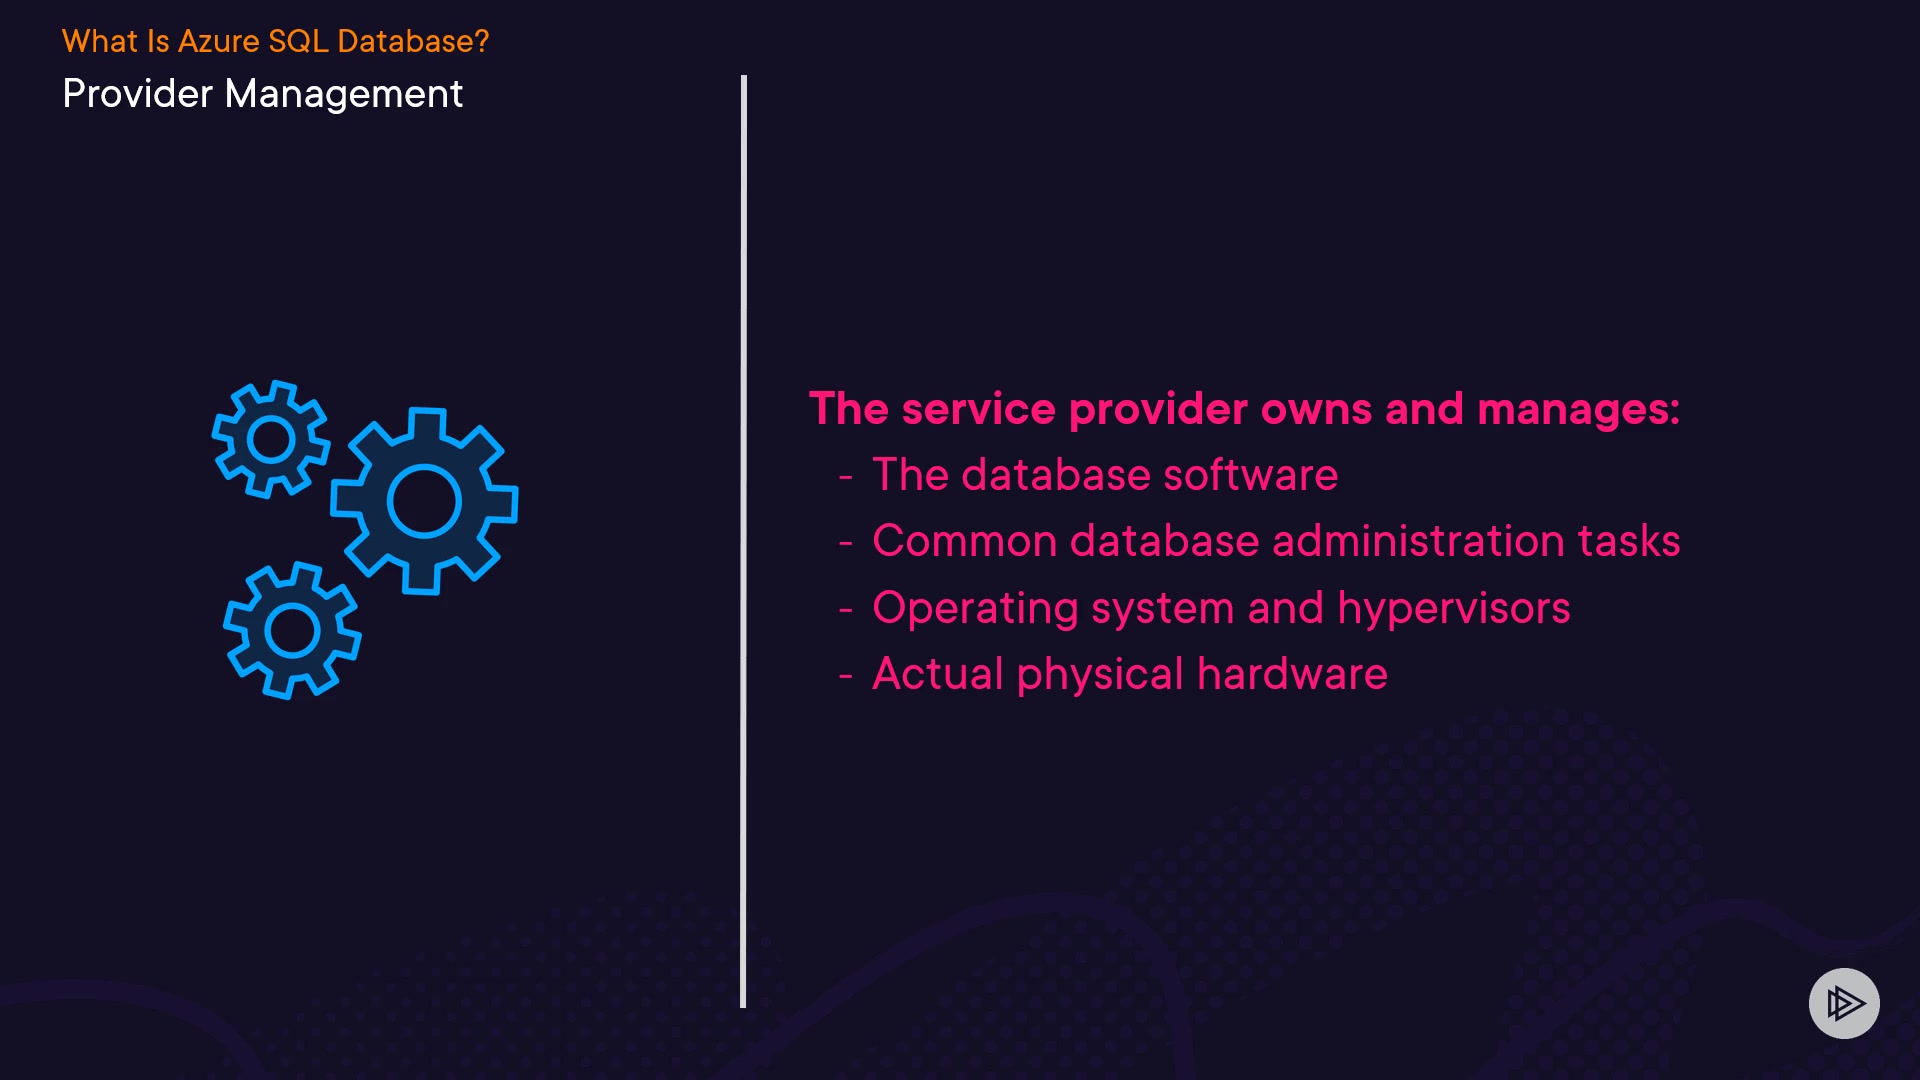 What Is Azure SQL Database?
Provider Management
The service provider owns and manages:
- The database software
- Common database administration tasks
- Operating system and hypervisors
- Actual physical hardware